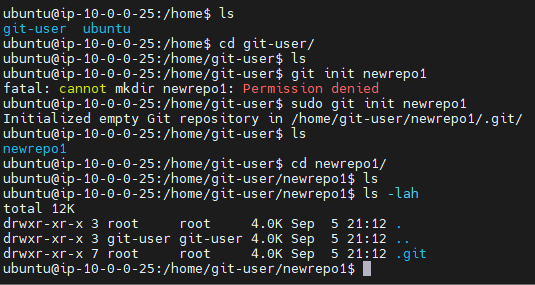 ubuntu@ip-10-0-0-25:/home$ ls
git-user  ubuntu
ubuntu@ip-10-0-0-25:/home$ cd git-user/
ubuntu@ip-10-0-0-25:/home/git-user$ ls
ubuntu@ip-10-0-0-25:/home/git-user$ git init newrepo1
fatal: cannot mkdir newrepo1: Permission denied
ubuntu@ip-10-0-0-25:/home/git-user$ sudo git init newrepo1
Initialized empty Git repository in /home/git-user/newrepo1/.git/
ubuntu@ip-10-0-0-25:/home/git-user$ ls
newrepo1
ubuntu@ip-10-0-0-25:/home/git-user$ cd newrepo1/
ubuntu@ip-10-0-0-25:/home/git-user/newrepo1$ ls
ubuntu@ip-10-0-0-25:/home/git-user/newrepo1$ ls -lah
total 12K
drwxr-xr-x 3 root     root     4.0K Sep  5 21:12 .
drwxr-xr-x 3 git-user git-user 4.0K Sep  5 21:12 ..
drwxr-xr-x 7 root     root     4.0K Sep  5 21:12 .git
ubuntu@ip-10-0-0-25:/home/git-user/newrepo1$